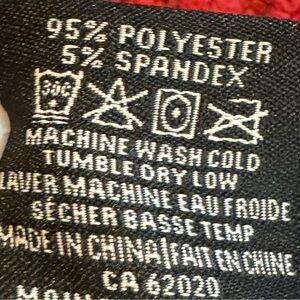 95% POLYESTER
5% SPANDEX
30C
MACHINE WASH COLD
TUMBLE DRY LOW
LAVER MACHINE EAU FROIDE
SÉCHER BASSE TEMP
MADE IN CHINA/FAIT EN CHINE
CA 62020